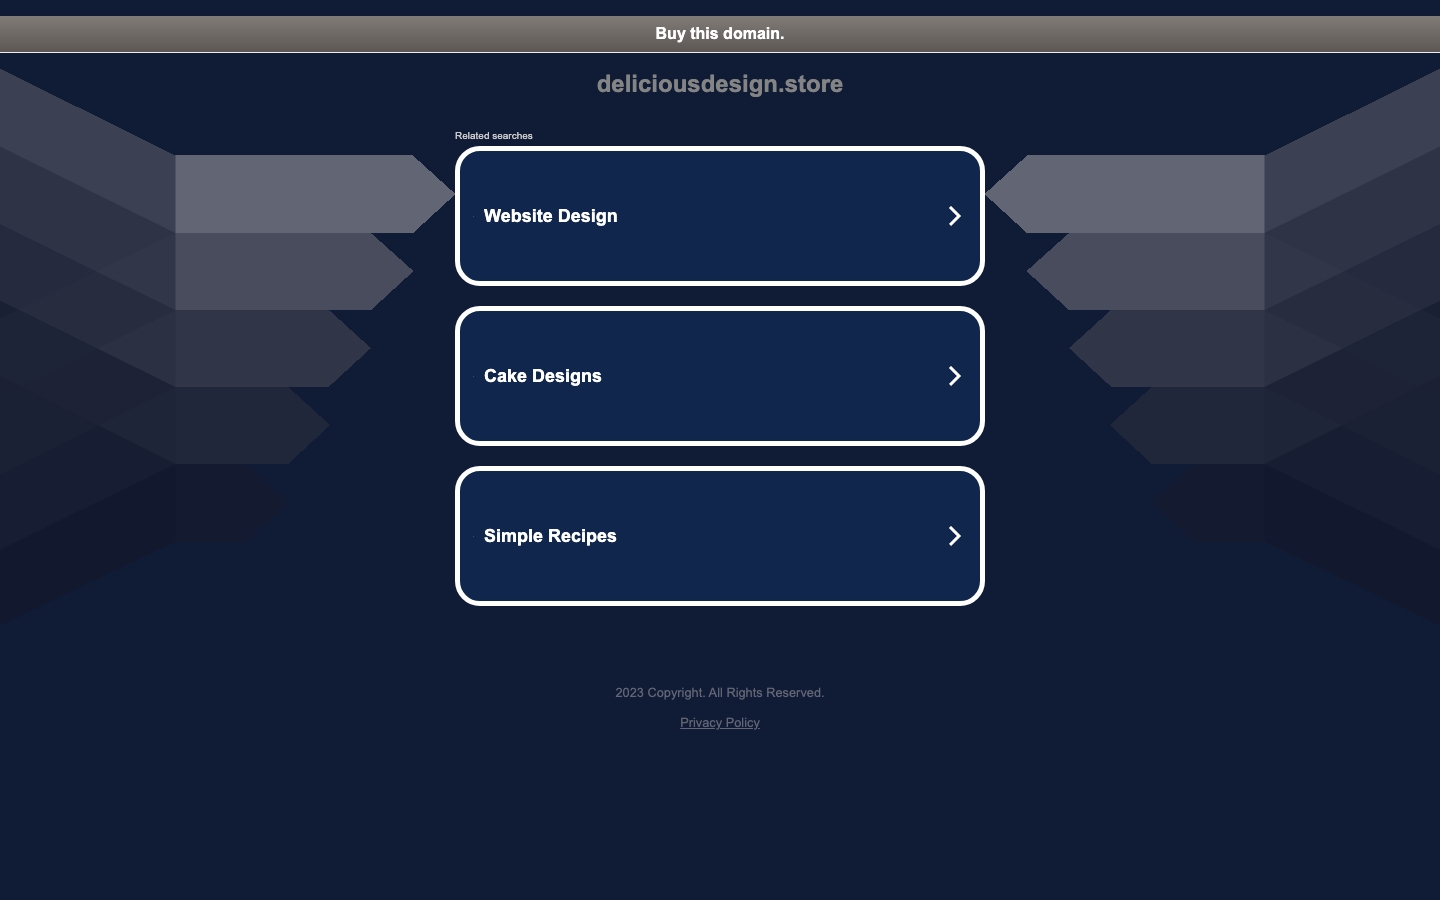 Buy this domain.
deliciousdesign.store
Related searches
Website Design
Cake Designs
Simple Recipes
2023 Copyright. All Rights Reserved.
Privacy Policy